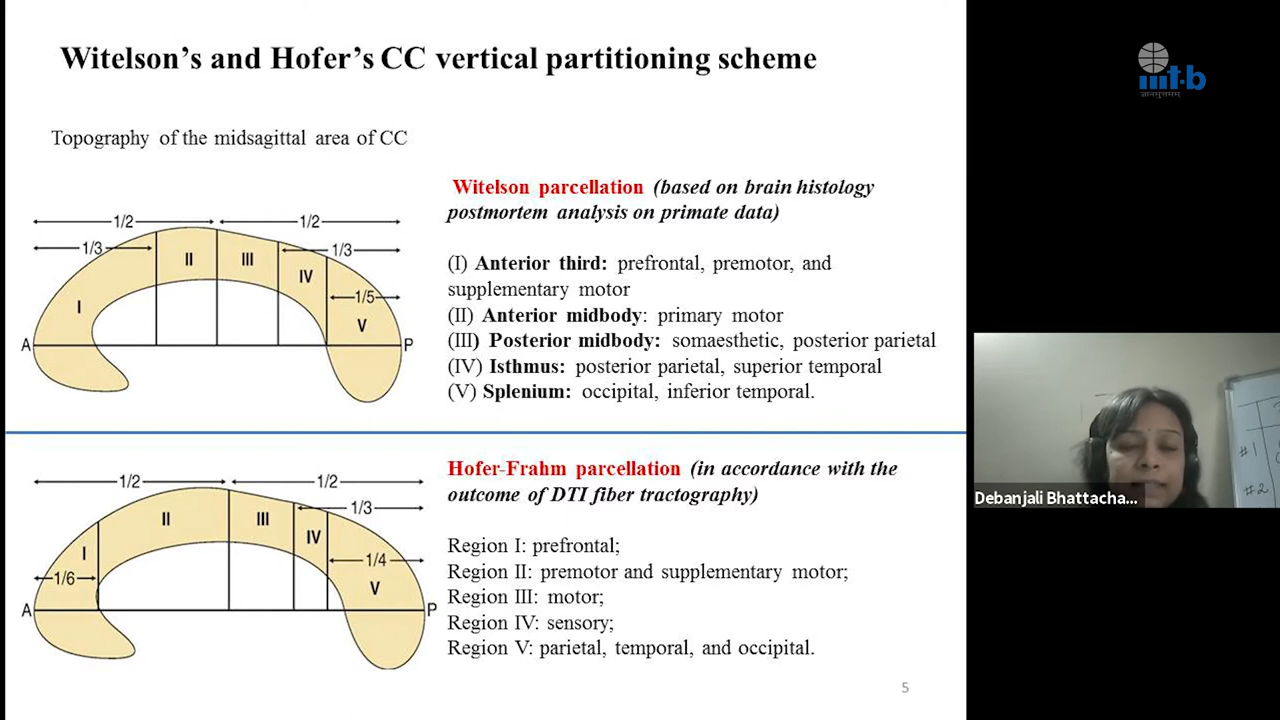 Witelson's and Hofer's CC vertical partitioning scheme
Topography of the midsagittal area of CC
Witelson parcellation (based on brain histology
postmortem analysis on primate data)
(I) Anterior third: prefrontal, premotor, and
supplementary motor
(II) Anterior midbody: primary motor
(III) Posterior midbody: somaesthetic, posterior parietal
(IV) Isthmus: posterior parietal, superior temporal
(V) Splenium: occipital, inferior temporal.
1/2 1/2
1/3 1/3
II III
IV
1/5
I
V
A P
Hofer-Frahm parcellation (in accordance with the
outcome of DTI fiber tractography)
Region I: prefrontal;
Region II: premotor and supplementary motor;
Region III: motor;
Region IV: sensory;
Region V: parietal, temporal, and occipital.
1/2 1/2
1/3
II III
IV
I
1/4
1/6
V
A P
5
iiit-b
ज्ञानमुत्तमम्
#1
#2
Debanjali Bhattacha...